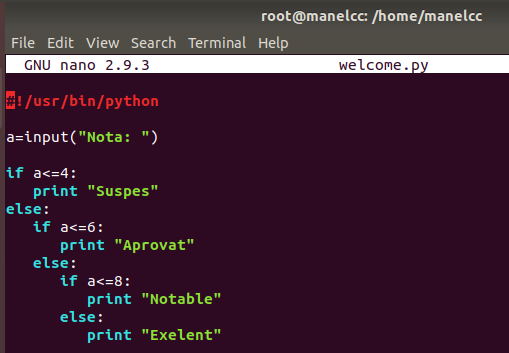 root@manelcc: /home/manelcc
File Edit View Search Terminal Help
GNU nano 2.9.3 welcome.py
#!/usr/bin/python
a=input("Nota: ")
if a<=4:
print "Suspes"
else:
if a<=6:
print "Aprovat"
else:
if a<=8:
print "Notable"
else:
print "Exelent"